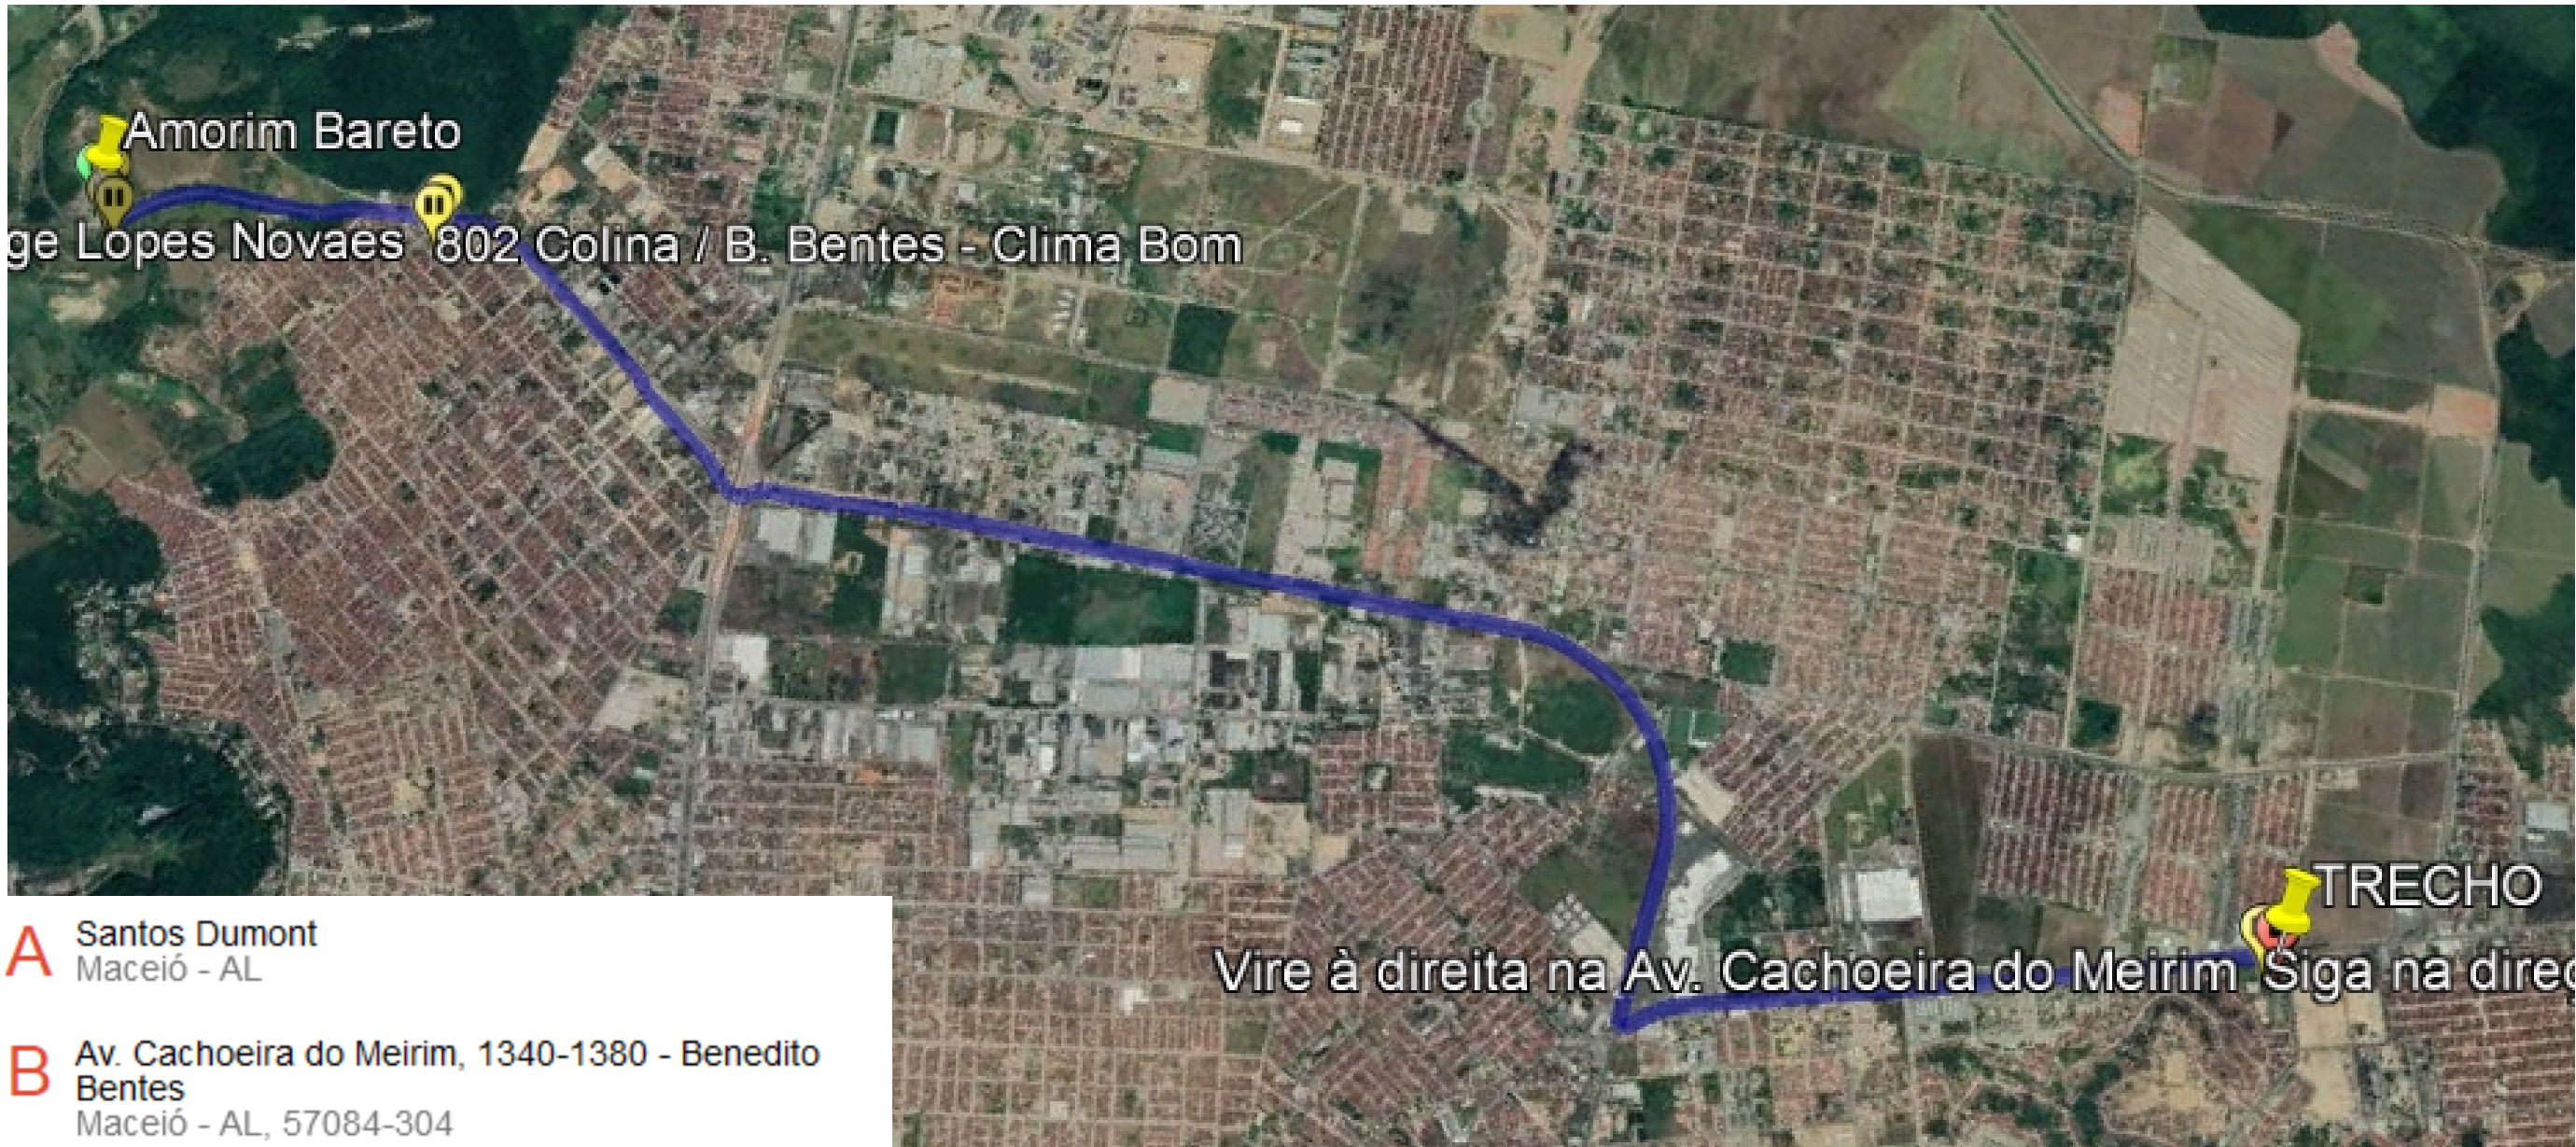 Amorim Bareto
ge Lopes Novaes
802 Colina / B. Bentes - Clima Bom
TRECHO
Vire à direita na Av. Cachoeira do Meirim
Siga na direç
A Santos Dumont
Maceió - AL
B Av. Cachoeira do Meirim, 1340-1380 - Benedito
Bentes
Maceió - AL, 57084-304